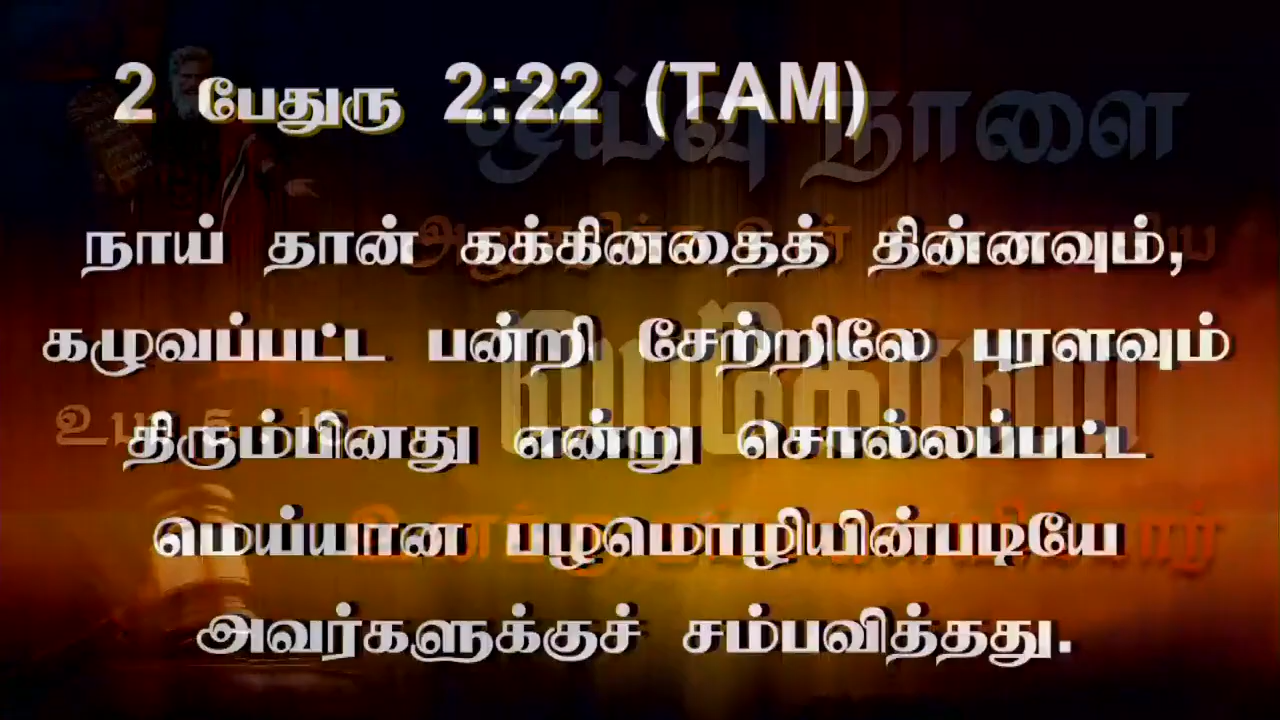 2 பேதுரு 2:22 (TAM)
ஒய்வு நாளை
நாய் தான் கக்கினதைத் தின்னவும்,
கழுவப்பட்ட பன்றி சேற்றிலே புரளவும்
திரும்பினது என்று சொல்லப்பட்ட
மெய்யான பழமொழியின்படியே
அவர்களுக்குச் சம்பவித்தது.